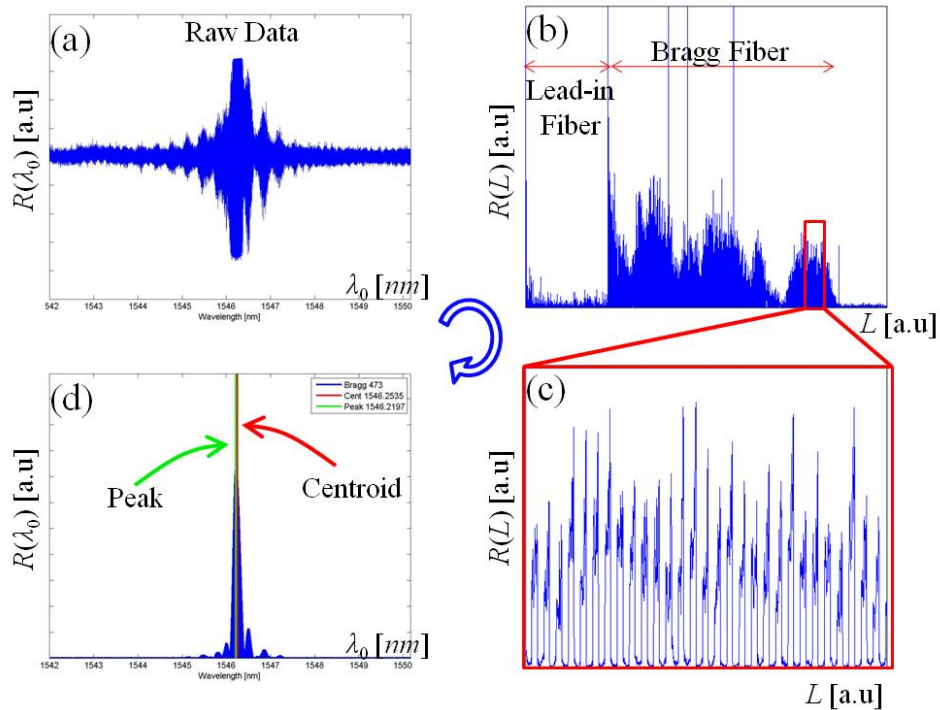 (a)
Raw Data
R(λ0) [a.u]
λ0 [nm]
1542 1543 1544 1545 1546 1547 1548 1549 1550
Wavelength [nm]
(b)
Bragg Fiber
Lead-in
Fiber
R(L) [a.u]
L [a.u]
(d)
Bragg 473
Cent 1546.2535
Peak 1546.2197
Peak
Centroid
R(λ0) [a.u]
λ0 [nm]
1542 1543 1544 1545 1546 1547 1548 1549 1550
Wavelength [nm]
(c)
R(L) [a.u]
L [a.u]